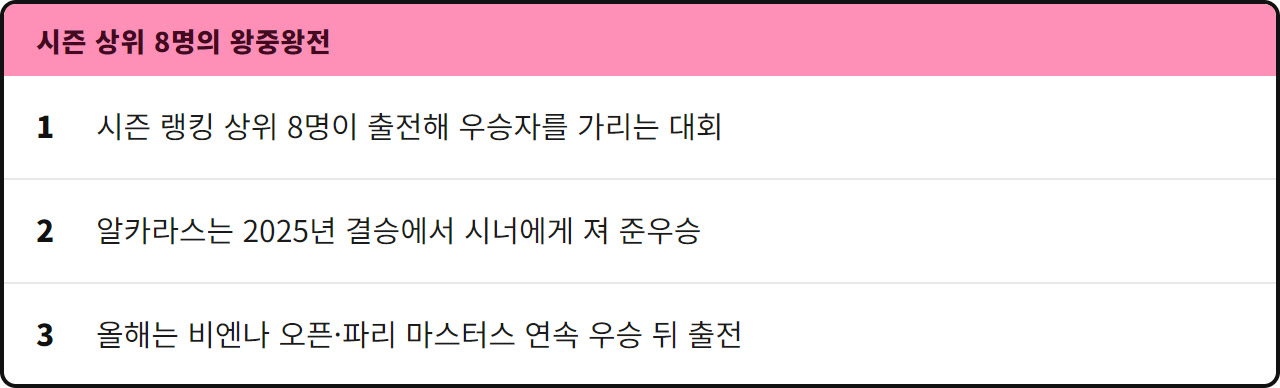 시즌 상위 8명의 왕중왕전
1 시즌 랭킹 상위 8명이 출전해 우승자를 가리는 대회
2 알카라스는 2025년 결승에서 시너에게 져 준우승
3 올해는 비엔나 오픈·파리 마스터스 연속 우승 뒤 출전